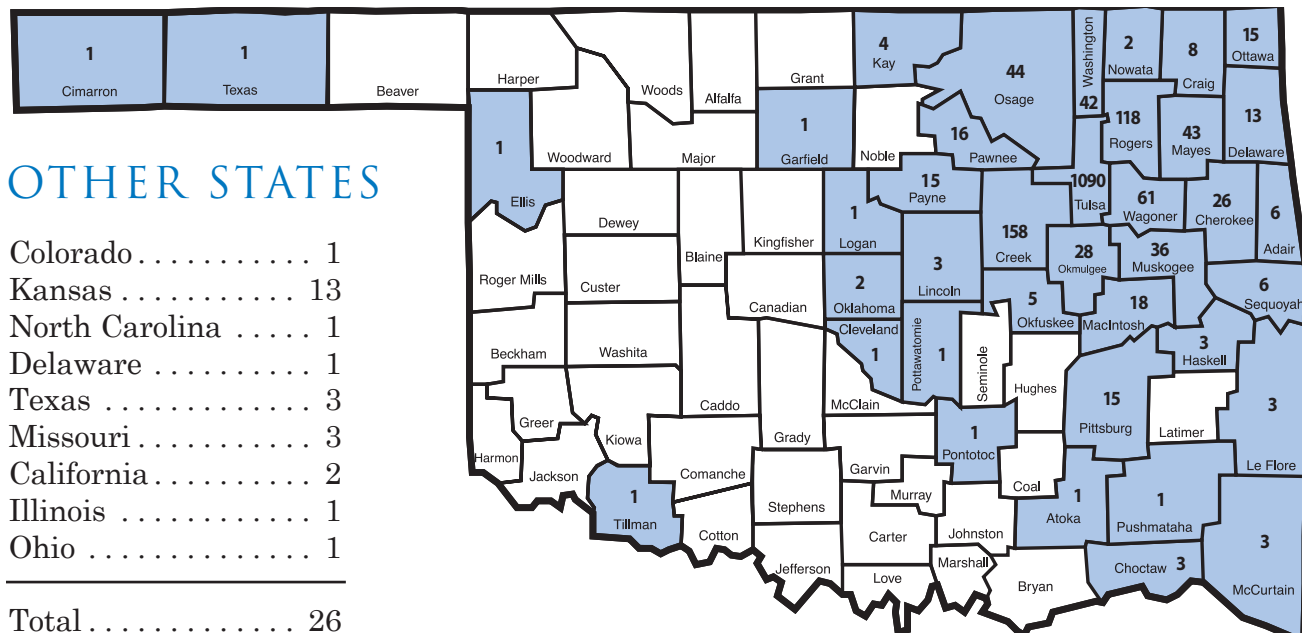 1
Cimarron
1
Texas
Beaver
Harper
Woods
Alfalfa
Grant
4
Kay
44
Osage
Washington
42
2
Nowata
8
Craig
15
Ottawa
1
Ellis
Woodward
Major
1
Garfield
Noble
16
Pawnee
118
Rogers
43
Mayes
13
Delaware
OTHER STATES
Colorado . . . . . . . . . . . 1
Kansas . . . . . . . . . . . 13
North Carolina . . . . . 1
Delaware . . . . . . . . . . 1
Texas . . . . . . . . . . . . . 3
Missouri . . . . . . . . . . . 3
California . . . . . . . . . . 2
Illinois . . . . . . . . . . . . 1
Ohio . . . . . . . . . . . . . 1
Total . . . . . . . . . . . . . 26
Dewey
Blaine
Kingfisher
1
Logan
15
Payne
1090
Tulsa
61
Wagoner
26
Cherokee
6
Adair
158
Creek
28
Okmulgee
36
Muskogee
Roger Mills
Custer
Canadian
2
Oklahoma
3
Lincoln
5
Okfuskee
18
MacIntosh
6
Sequoyah
Beckham
Washita
Caddo
Grady
Cleveland
1
Pottawatomie
1
Seminole
Hughes
3
Haskell
McClain
15
Pittsburg
Latimer
3
Le Flore
Greer
Kiowa
Harmon
Jackson
Comanche
Garvin
1
Pontotoc
Coal
1
Tillman
Cotton
Stephens
Murray
Carter
Johnston
1
Atoka
1
Pushmataha
Jefferson
Love
Marshall
Bryan
Choctaw 3
3
McCurtain